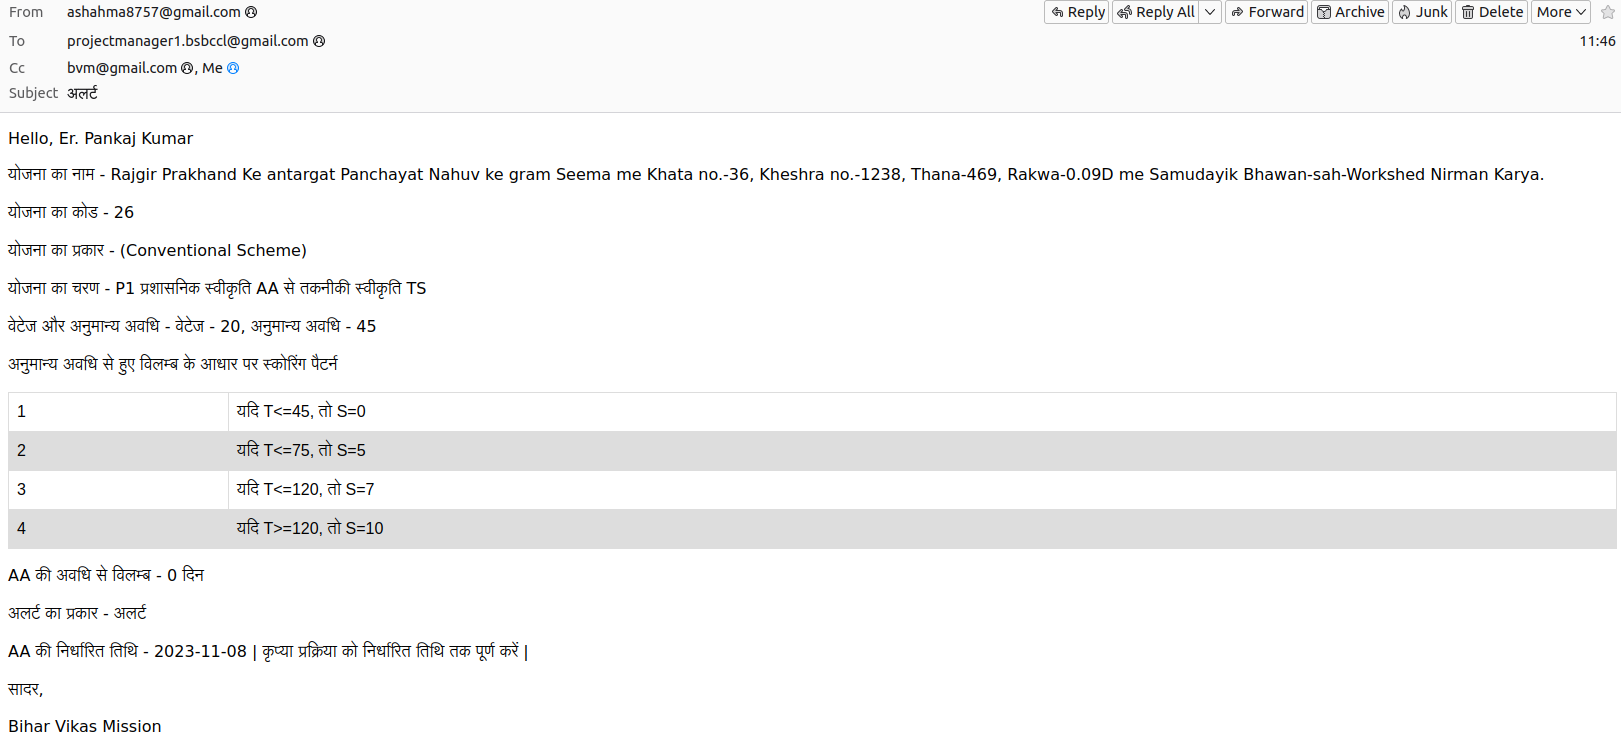 From ashahma8757@gmail.com Reply Reply All Forward Archive Junk Delete More
To projectmanager1.bsbccl@gmail.com 11:46
Cc bvm@gmail.com, Me
Subject अलर्ट
Hello, Er. Pankaj Kumar
योजना का नाम - Rajgir Prakhand Ke antargat Panchayat Nahuv ke gram Seema me Khata no.-36, Kheshra no.-1238, Thana-469, Rakwa-0.09D me Samudayik Bhawan-sah-Workshed Nirman Karya.
योजना का कोड - 26
योजना का प्रकार - (Conventional Scheme)
योजना का चरण - P1 प्रशासनिक स्वीकृति AA से तकनीकी स्वीकृति TS
वेटेज और अनुमान्य अवधि - वेटेज - 20, अनुमान्य अवधि - 45
अनुमान्य अवधि से हुए विलम्ब के आधार पर स्कोरिंग पैटर्न
1 यदि T<=45, तो S=0
2 यदि T<=75, तो S=5
3 यदि T<=120, तो S=7
4 यदि T>=120, तो S=10
AA की अवधि से विलम्ब - 0 दिन
अलर्ट का प्रकार - अलर्ट
AA की निर्धारित तिथि - 2023-11-08 | कृप्या प्रक्रिया को निर्धारित तिथि तक पूर्ण करें |
सादर,
Bihar Vikas Mission